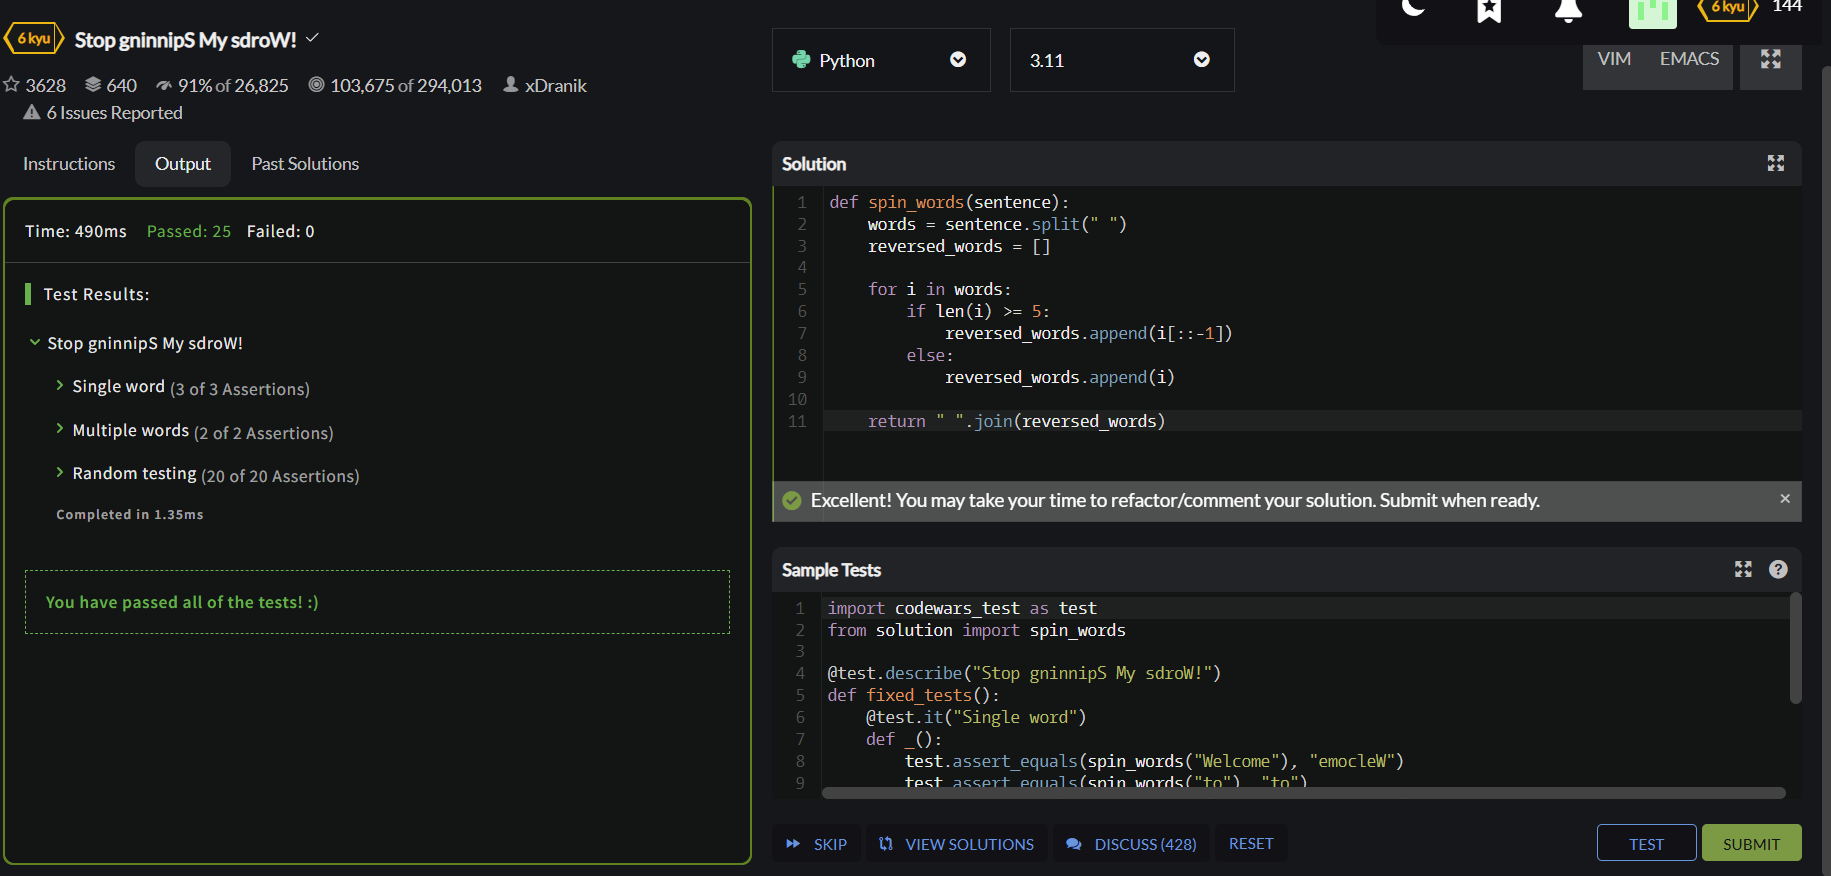 6 kyu
Stop gninnipS My sdroW!
3628 640 91% of 26,825 103,675 of 294,013 xDranik
6 Issues Reported
Instructions Output Past Solutions
Time: 490ms Passed: 25 Failed: 0
Test Results:
Stop gninnipS My sdroW!
Single word (3 of 3 Assertions)
Multiple words (2 of 2 Assertions)
Random testing (20 of 20 Assertions)
Completed in 1.35ms
You have passed all of the tests! :)
6 kyu 144
Python 3.11 VIM EMACS
Solution
1 def spin_words(sentence):
2 words = sentence.split(" ")
3 reversed_words = []
4
5 for i in words:
6 if len(i) >= 5:
7 reversed_words.append(i[::-1])
8 else:
9 reversed_words.append(i)
10
11 return " ".join(reversed_words)
Excellent! You may take your time to refactor/comment your solution. Submit when ready.
Sample Tests
1 import codewars_test as test
2 from solution import spin_words
3
4 @test.describe("Stop gninnipS My sdroW!")
5 def fixed_tests():
6 @test.it("Single word")
7 def _():
8 test.assert_equals(spin_words("Welcome"), "emocleW")
9 test.assert_equals(spin_words("to"), "to")
SKIP VIEW SOLUTIONS DISCUSS (428) RESET TEST SUBMIT